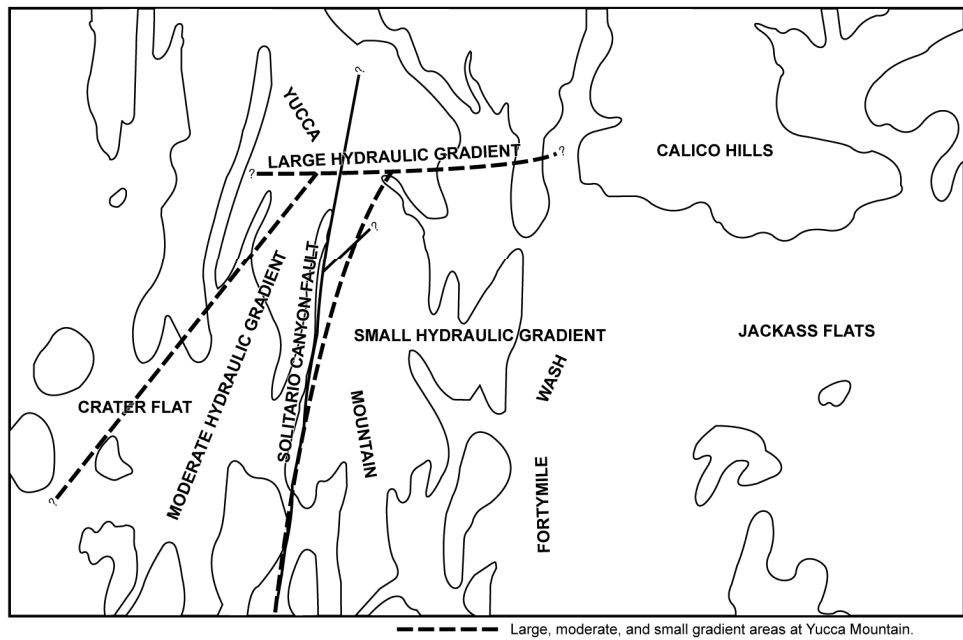 ?
YUCCA
LARGE HYDRAULIC GRADIENT
?
?
CALICO HILLS
?
MODERATE HYDRAULIC GRADIENT
SOLITARIO CANYON FAULT
SMALL HYDRAULIC GRADIENT
JACKASS FLATS
WASH
CRATER FLAT
MOUNTAIN
FORTYMILE
?
Large, moderate, and small gradient areas at Yucca Mountain.